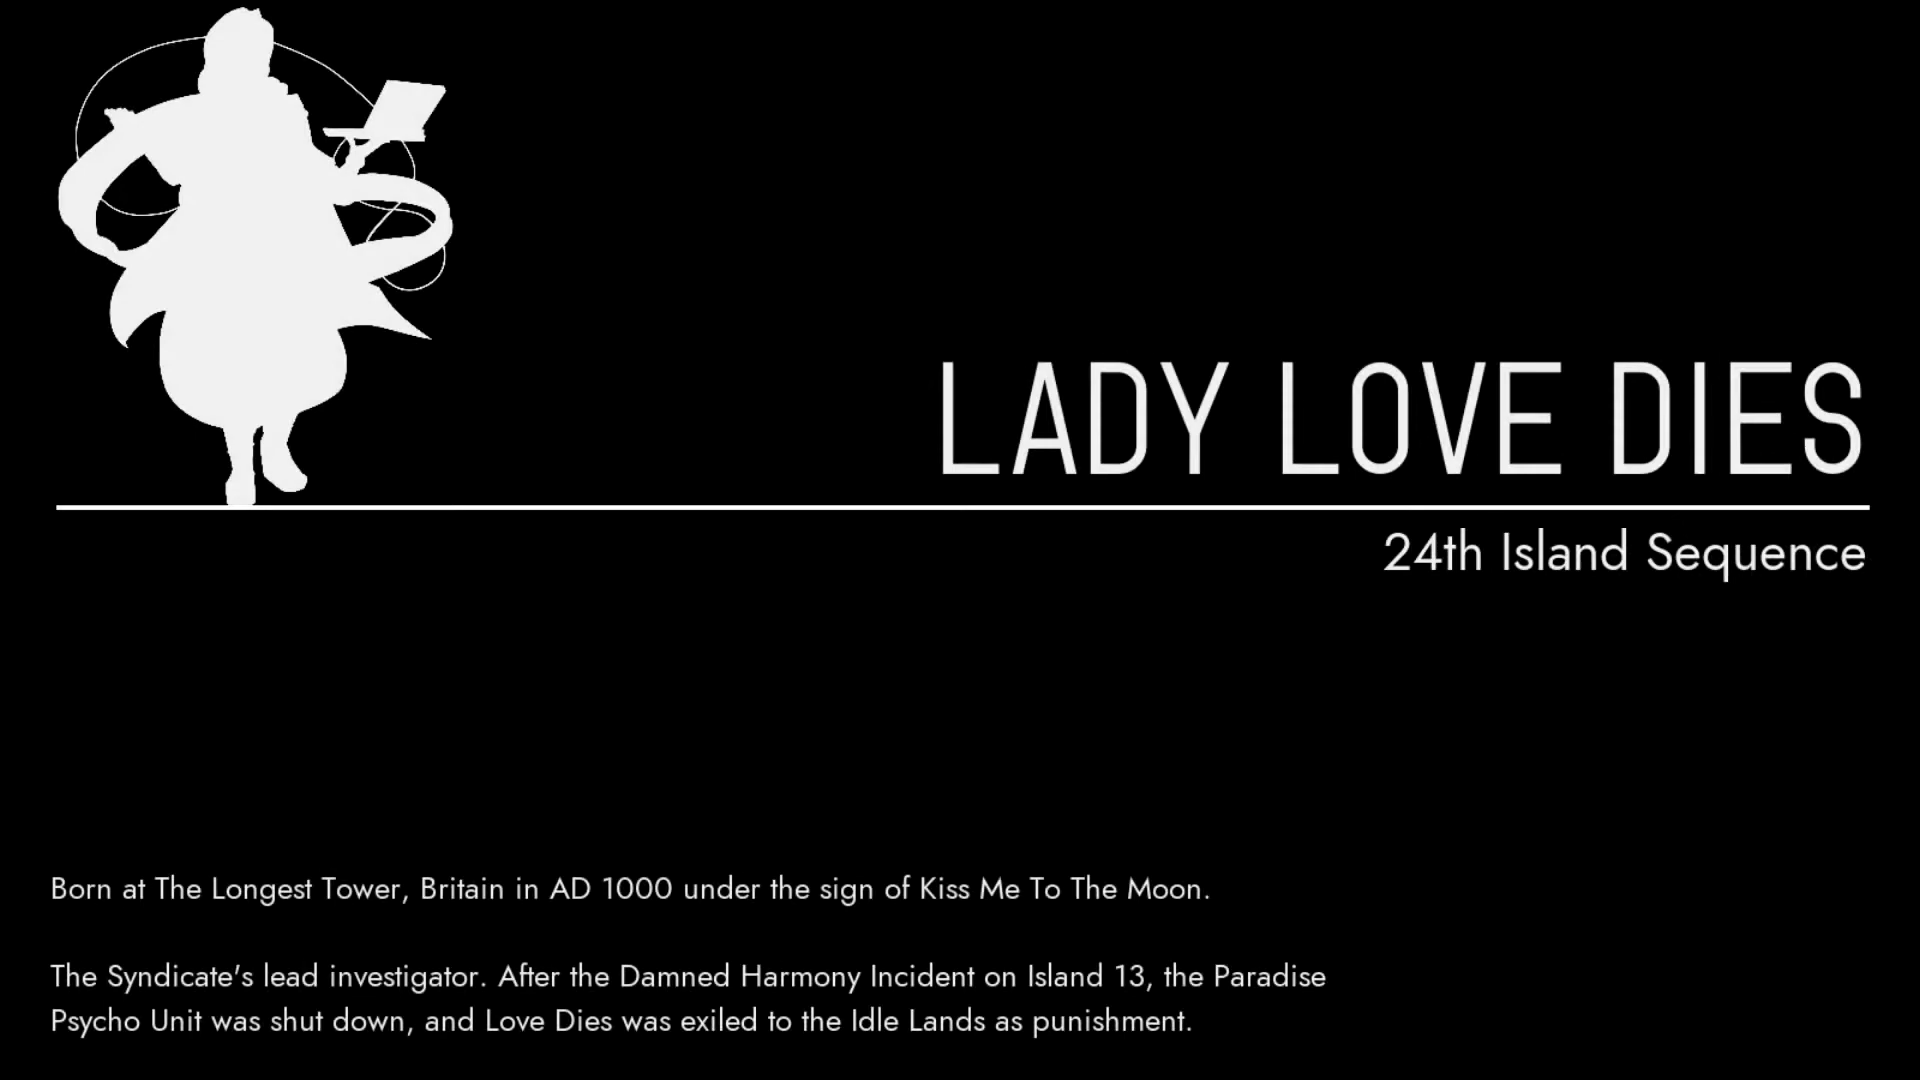 LADY LOVE DIES
24th Island Sequence
Born at The Longest Tower, Britain in AD 1000 under the sign of Kiss Me To The Moon.
The Syndicate's lead investigator. After the Damned Harmony Incident on Island 13, the Paradise
Psycho Unit was shut down, and Love Dies was exiled to the Idle Lands as punishment.